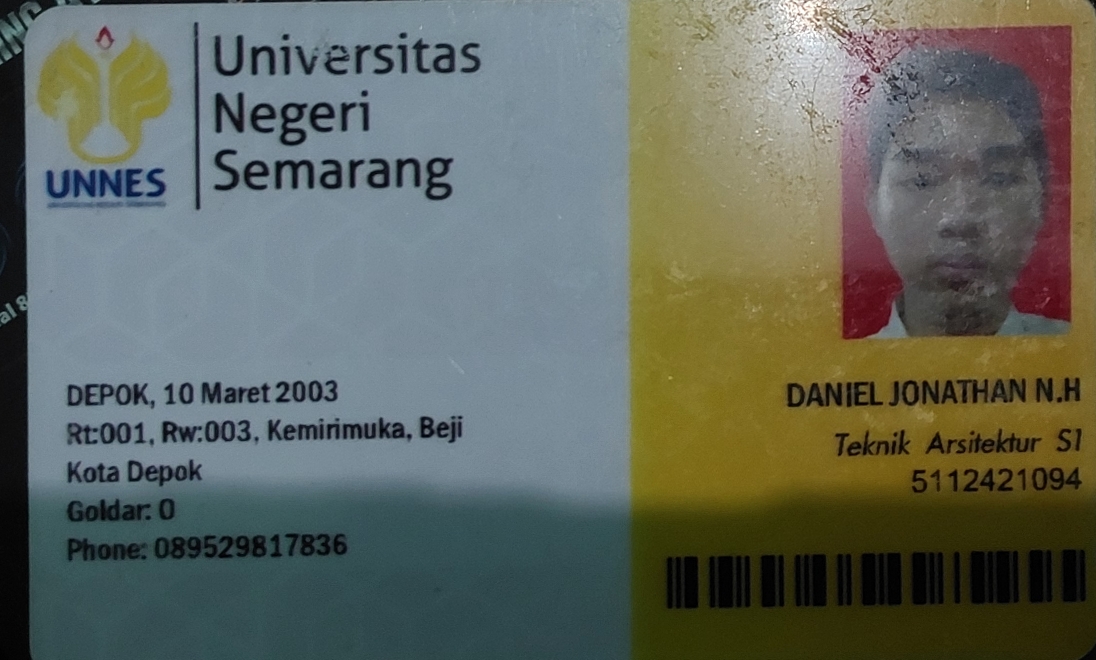 UNNES
Universitas
Negeri
Semarang
DEPOK, 10 Maret 2003
Rt:001, Rw:003, Kemirimuka, Beji
Kota Depok
Goldar: O
Phone: 089529817836
DANIEL JONATHAN N.H
Teknik Arsitektur S1
5112421094